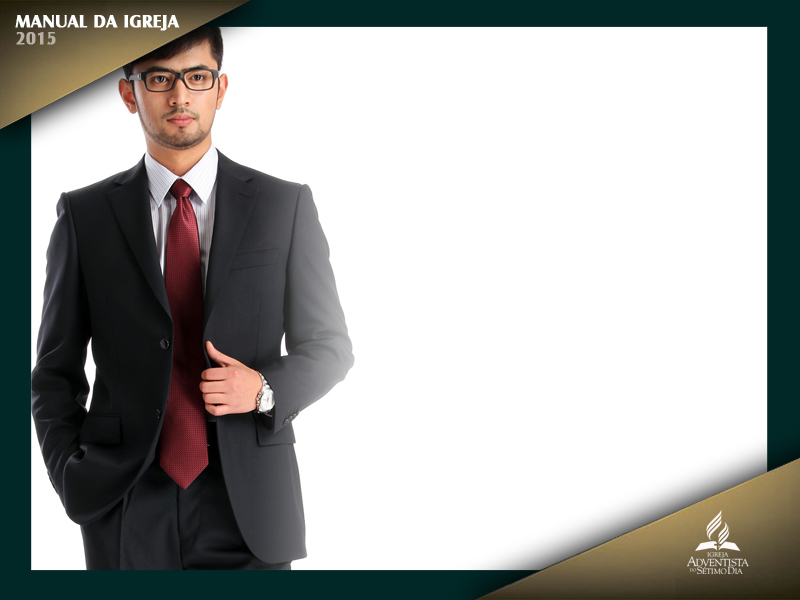 MANUAL DA IGREJA
2015
IGREJA
ADVENTISTA
DO SÉTIMO DIA